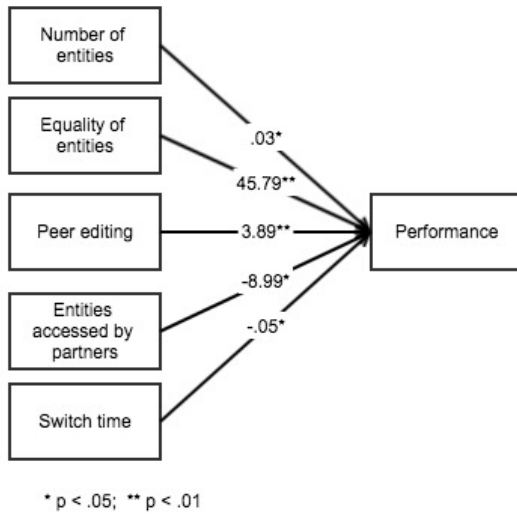 Number of
entities
.03*
Equality of
entities
45.79**
Peer editing
3.89**
Performance
Entities
accessed by
partners
-8.99*
Switch time
-.05*
* p < .05; ** p < .01